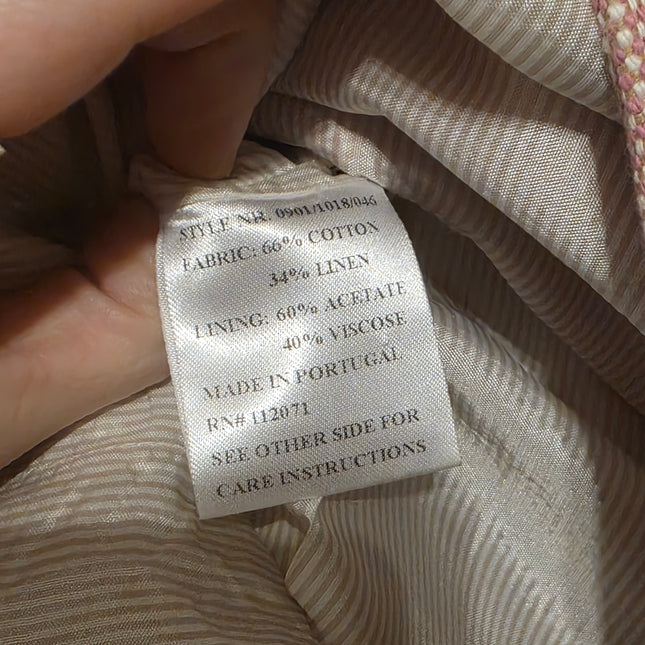 STYLE NR. 0901/1018/046
FABRIC: 66% COTTON
34% LINEN
LINING: 60% ACETATE
40% VISCOSE
MADE IN PORTUGAL
RN# 112071
SEE OTHER SIDE FOR
CARE INSTRUCTIONS